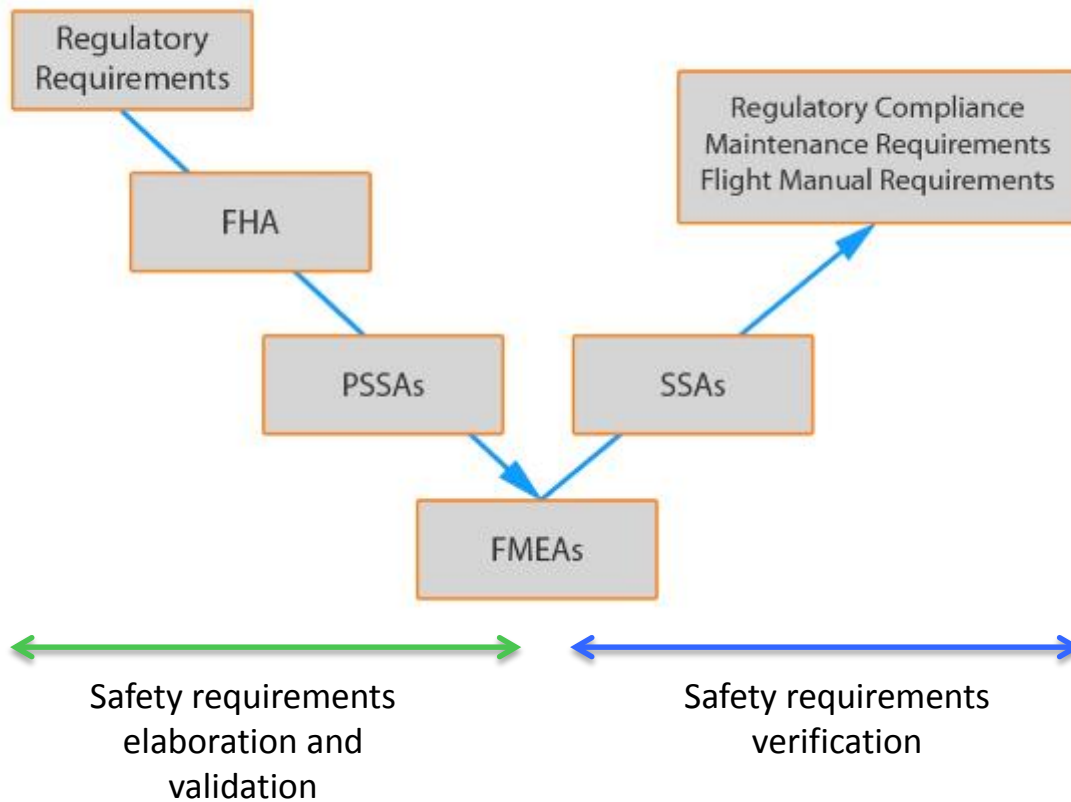 Regulatory
Requirements
Regulatory Compliance
Maintenance Requirements
Flight Manual Requirements
FHA
PSSAs
SSAs
FMEAs
Safety requirements
elaboration and
validation
Safety requirements
verification